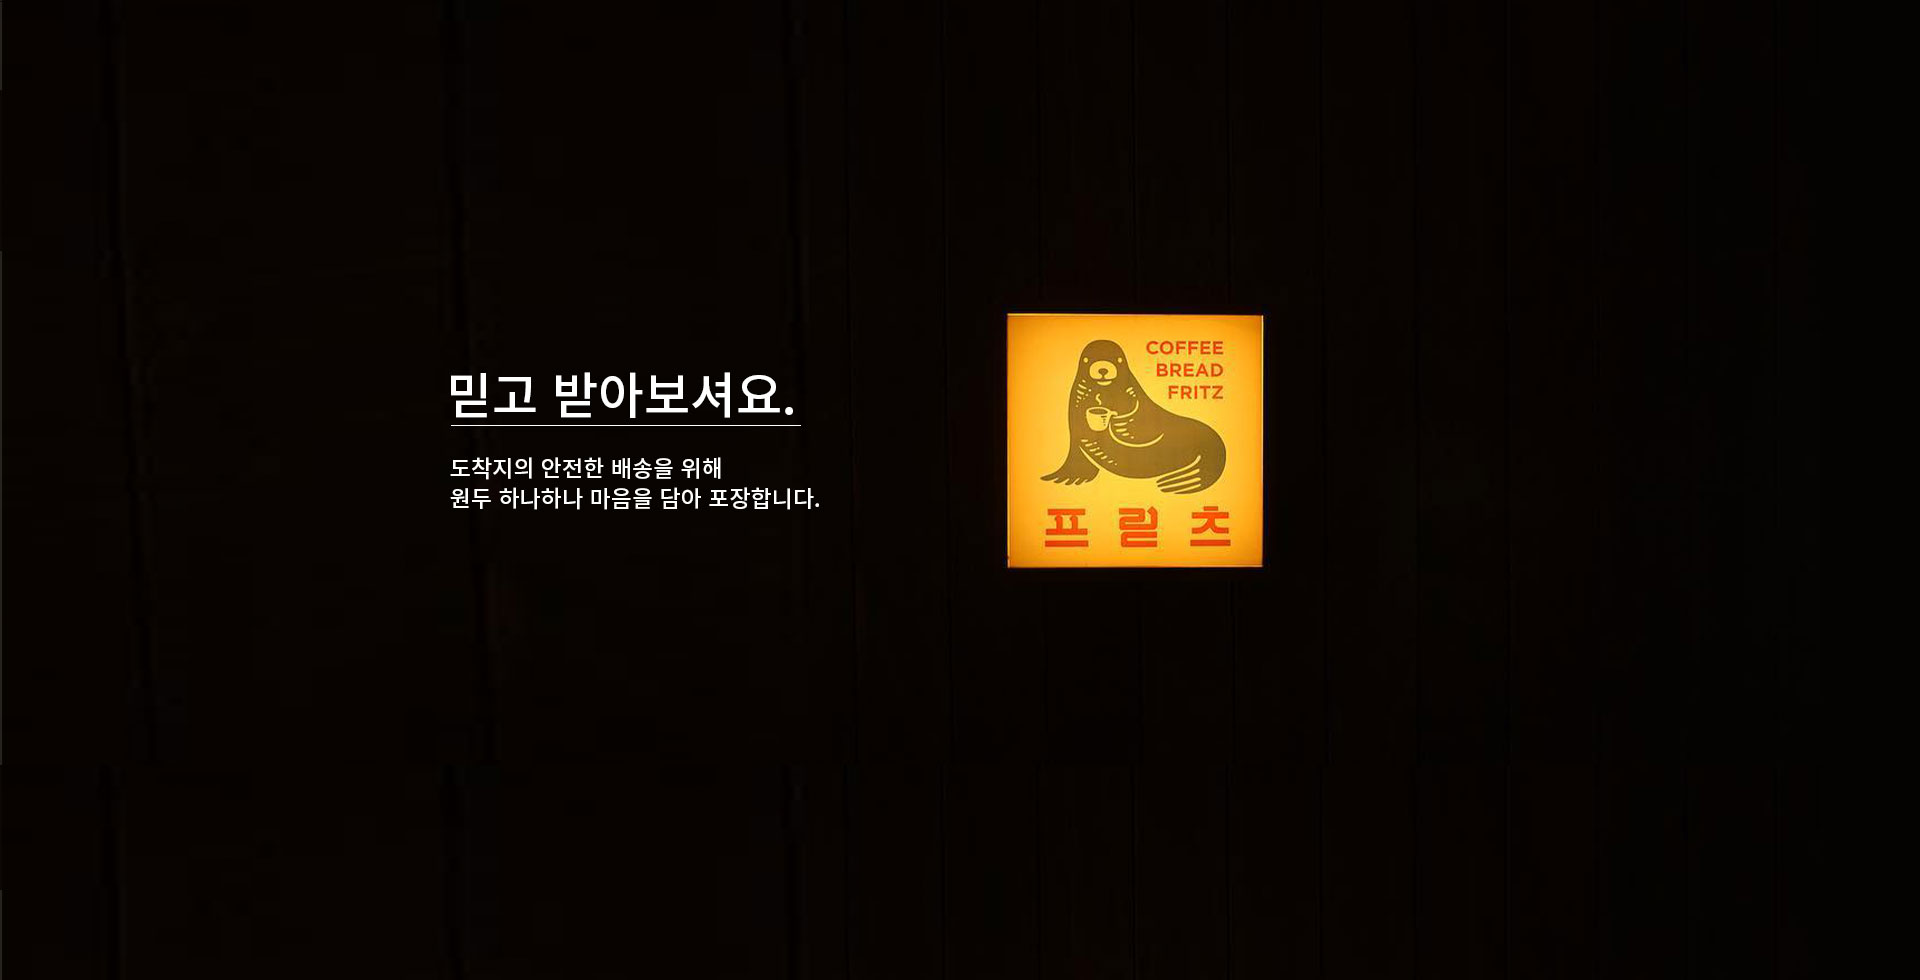 믿고 받아보셔요.
도착지의 안전한 배송을 위해
원두 하나하나 마음을 담아 포장합니다.
COFFEE
BREAD
FRITZ
프릳츠